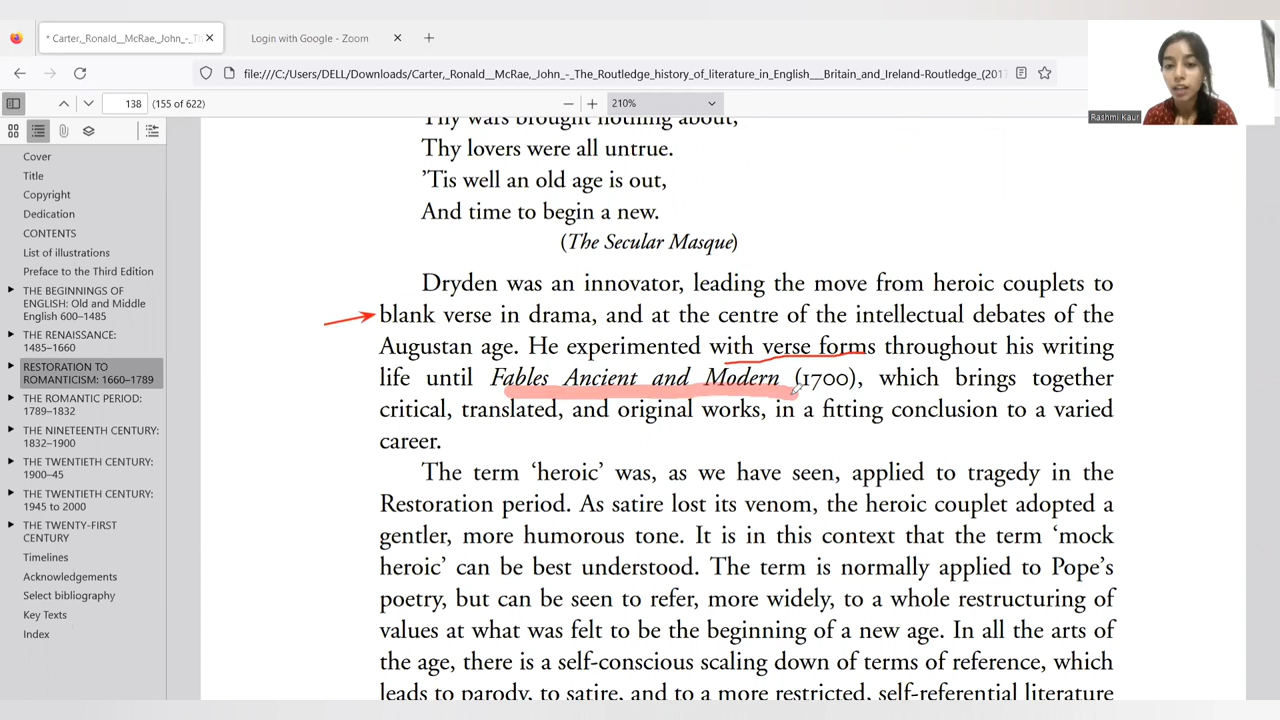 * Carter,_Ronald__McRae,_John_-_Th
Login with Google - Zoom
file:///C:/Users/DELL/Downloads/Carter,_Ronald__McRae,_John_-_The_Routledge_history_of_literature_in_English___Britain_and_Ireland-Routledge_(2017
138 (155 of 622)
210%
Rashmi Kaur
Cover
Title
Copyright
Dedication
CONTENTS
List of illustrations
Preface to the Third Edition
THE BEGINNINGS OF
ENGLISH: Old and Middle
English 600–1485
THE RENAISSANCE:
1485–1660
RESTORATION TO
ROMANTICISM: 1660–1789
THE ROMANTIC PERIOD:
1789–1832
THE NINETEENTH CENTURY:
1832–1900
THE TWENTIETH CENTURY:
1900–45
THE TWENTIETH CENTURY:
1945 to 2000
THE TWENTY-FIRST
CENTURY
Timelines
Acknowledgements
Select bibliography
Key Texts
Index
Thy wars brought nothing about;
Thy lovers were all untrue.
’Tis well an old age is out,
And time to begin a new.
(The Secular Masque)
Dryden was an innovator, leading the move from heroic couplets to
blank verse in drama, and at the centre of the intellectual debates of the
Augustan age. He experimented with verse forms throughout his writing
life until Fables Ancient and Modern (1700), which brings together
critical, translated, and original works, in a fitting conclusion to a varied
career.
The term ‘heroic’ was, as we have seen, applied to tragedy in the
Restoration period. As satire lost its venom, the heroic couplet adopted a
gentler, more humorous tone. It is in this context that the term ‘mock
heroic’ can be best understood. The term is normally applied to Pope’s
poetry, but can be seen to refer, more widely, to a whole restructuring of
values at what was felt to be the beginning of a new age. In all the arts of
the age, there is a self-conscious scaling down of terms of reference, which
leads to parody, to satire, and to a more restricted, self-referential literature